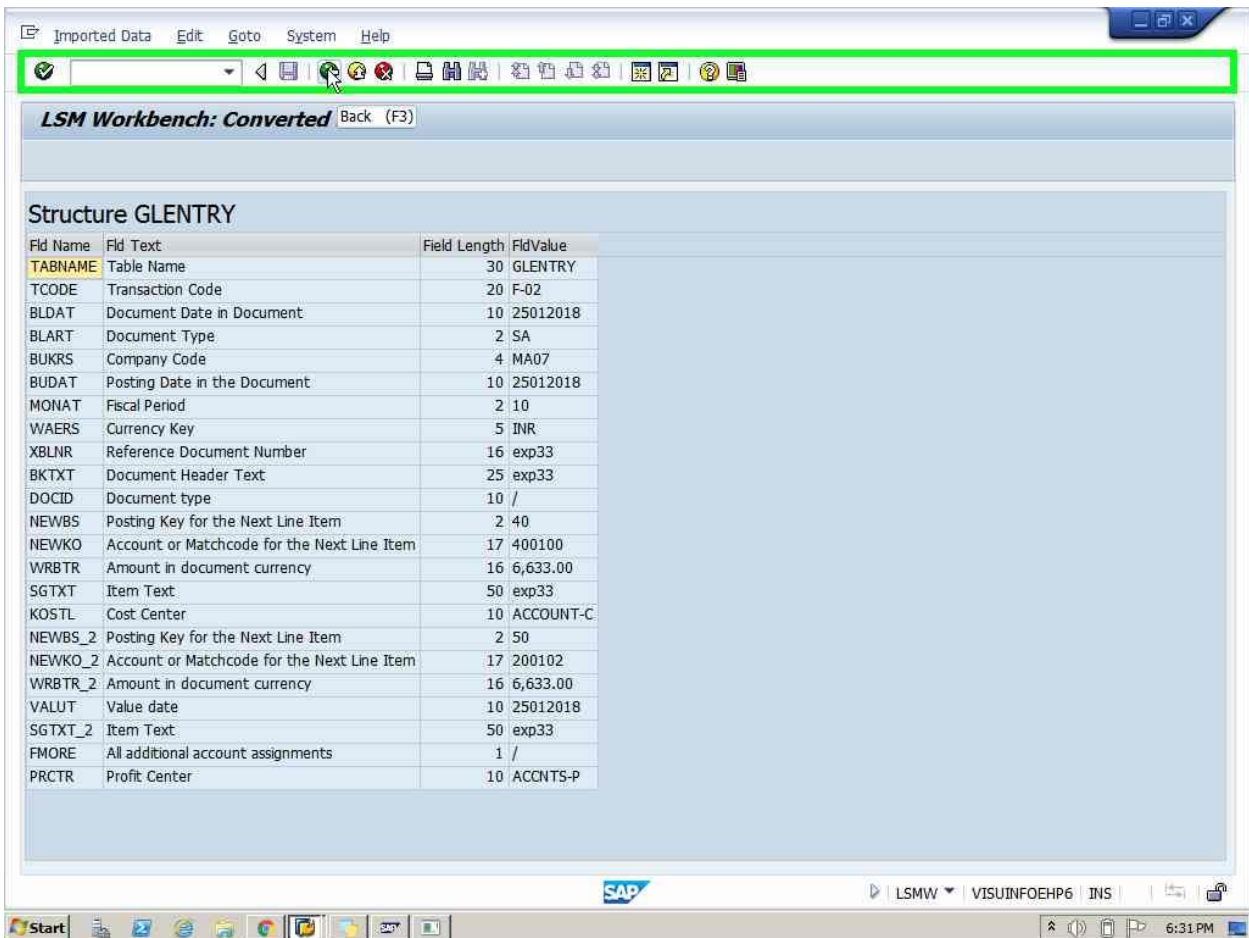 Imported Data Edit Goto System Help
LSM Workbench: Converted Back (F3)
Structure GLENTRY
Fld Name Fld Text Field Length FldValue
TABNAME Table Name 30 GLENTRY
TCODE Transaction Code 20 F-02
BLDAT Document Date in Document 10 25012018
BLART Document Type 2 SA
BUKRS Company Code 4 MA07
BUDAT Posting Date in the Document 10 25012018
MONAT Fiscal Period 2 10
WAERS Currency Key 5 INR
XBLNR Reference Document Number 16 exp33
BKTXT Document Header Text 25 exp33
DOCID Document type 10 /
NEWBS Posting Key for the Next Line Item 2 40
NEWKO Account or Matchcode for the Next Line Item 17 400100
WRBTR Amount in document currency 16 6,633.00
SGTXT Item Text 50 exp33
KOSTL Cost Center 10 ACCOUNT-C
NEWBS_2 Posting Key for the Next Line Item 2 50
NEWKO_2 Account or Matchcode for the Next Line Item 17 200102
WRBTR_2 Amount in document currency 16 6,633.00
VALUT Value date 10 25012018
SGTXT_2 Item Text 50 exp33
FMORE All additional account assignments 1 /
PRCTR Profit Center 10 ACCNTS-P
SAP LSMW VISUINFOEHP6 INS
Start 6:31 PM